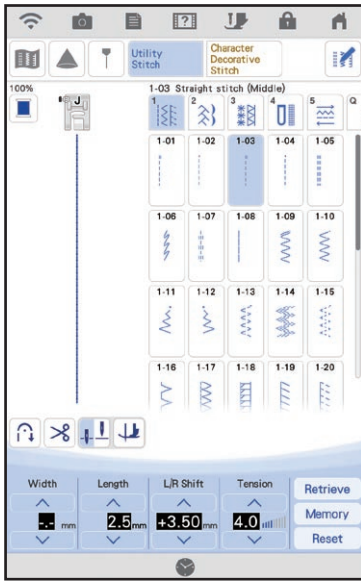 Utility
Stitch
Character
Decorative
Stitch
100%
J
1-03 Straight stitch (Middle)
1 2 3 4 5 Q
1-01 1-02 1-03 1-04 1-05
1-06 1-07 1-08 1-09 1-10
1-11 1-12 1-13 1-14 1-15
1-16 1-17 1-18 1-19 1-20
Width Length L/R Shift Tension
Retrieve
-.- mm 2.5 mm +3.50 mm 4.0
Memory
Reset